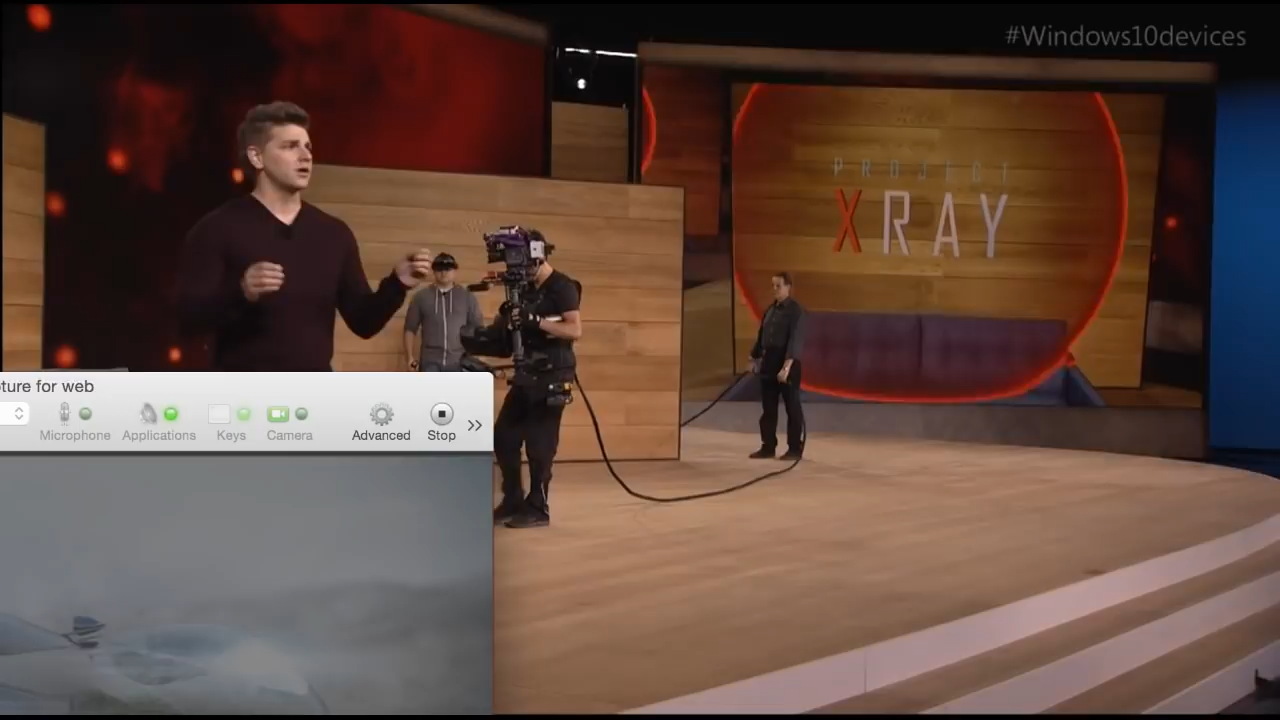 #Windows10devices
PROJECT
XRAY
ture for web
Microphone
Applications
Keys
Camera
Advanced
Stop